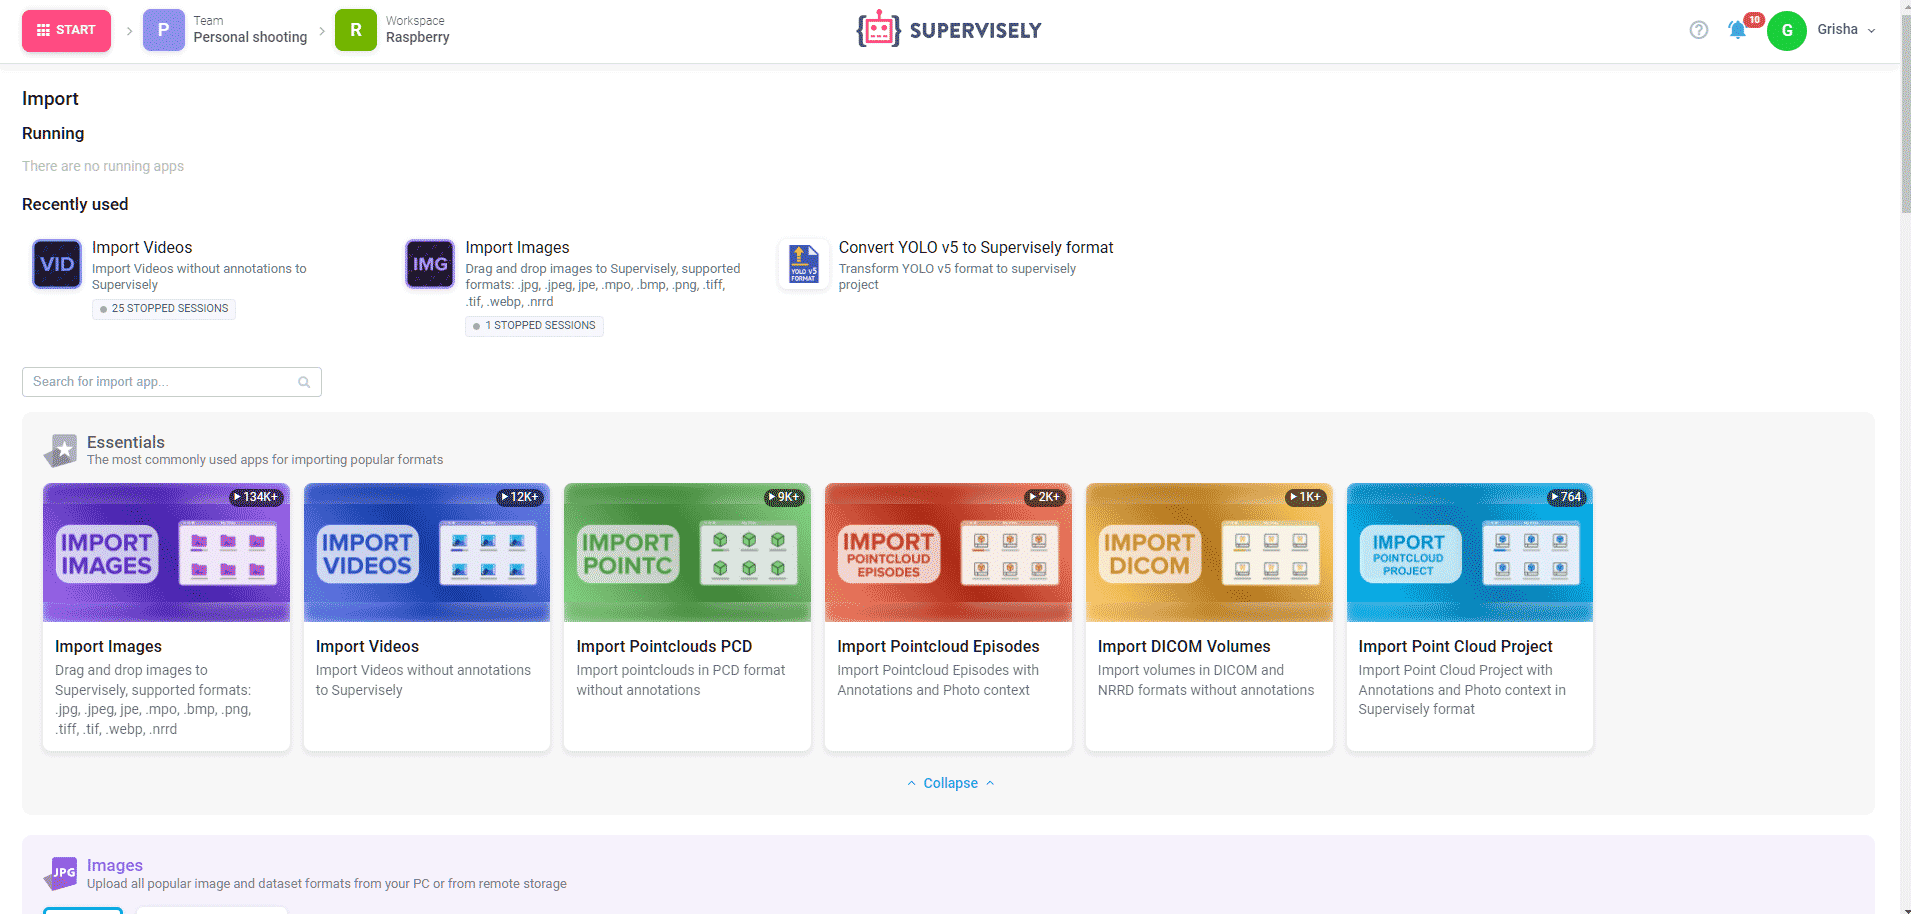 START
P
Team
Personal shooting
R
Workspace
Raspberry
SUPERVISELY
?
10
G
Grisha
Import
Running
There are no running apps
Recently used
VID
Import Videos
Import Videos without annotations to
Supervisely
25 STOPPED SESSIONS
IMG
Import Images
Drag and drop images to Supervisely, supported
formats: .jpg, .jpeg, jpe, .mpo, .bmp, .png, .tiff,
.tif, .webp, .nrrd
1 STOPPED SESSIONS
YOLO v5
FORMAT
Convert YOLO v5 to Supervisely format
Transform YOLO v5 format to supervisely
project
Search for import app...
Essentials
The most commonly used apps for importing popular formats
134K+
IMPORT
IMAGES
Import Images
Drag and drop images to
Supervisely, supported formats:
.jpg, .jpeg, jpe, .mpo, .bmp, .png,
.tiff, .tif, .webp, .nrrd
12K+
IMPORT
VIDEOS
Import Videos
Import Videos without annotations
to Supervisely
9K+
IMPORT
POINTC
Import Pointclouds PCD
Import pointclouds in PCD format
without annotations
2K+
IMPORT
POINTCLOUD
EPISODES
Import Pointcloud Episodes
Import Pointcloud Episodes with
Annotations and Photo context
1K+
IMPORT
DICOM
Import DICOM Volumes
Import volumes in DICOM and
NRRD formats without annotations
764
IMPORT
POINTCLOUD
PROJECT
Import Point Cloud Project
Import Point Cloud Project with
Annotations and Photo context in
Supervisely format
Collapse
JPG
Images
Upload all popular image and dataset formats from your PC or from remote storage